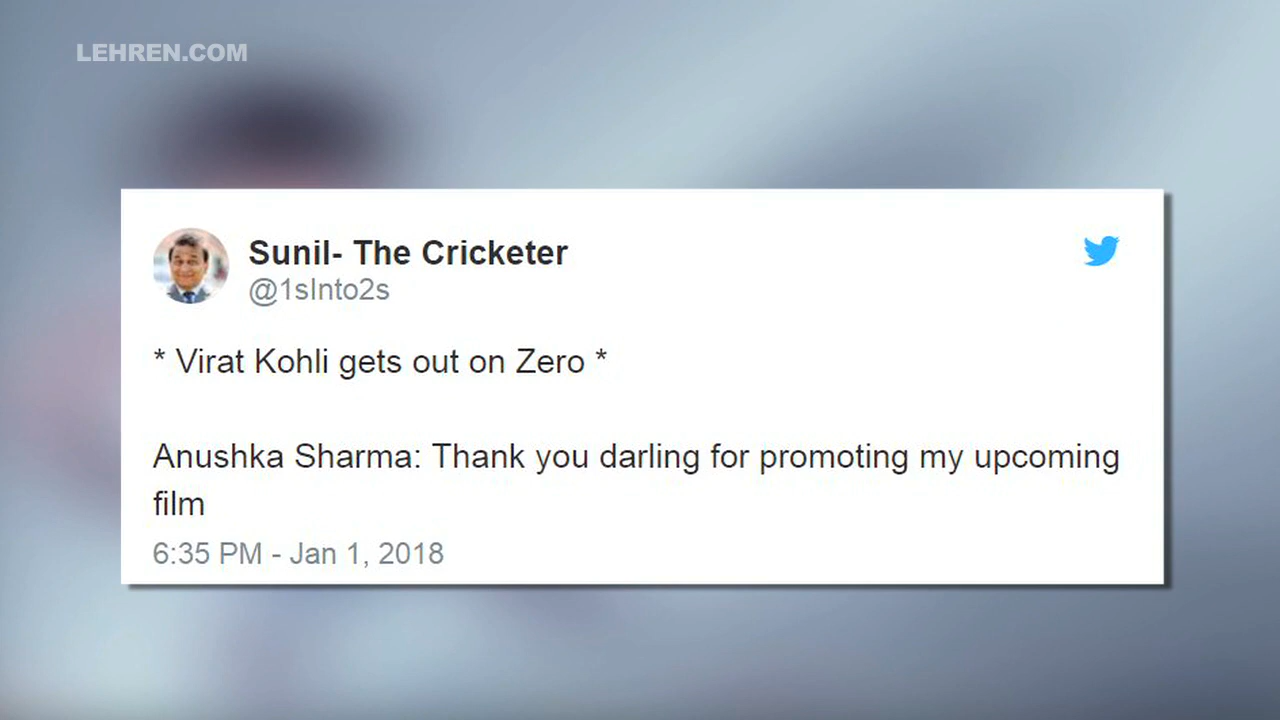 LEHREN.COM
Sunil- The Cricketer
@1sInto2s
* Virat Kohli gets out on Zero *
Anushka Sharma: Thank you darling for promoting my upcoming
film
6:35 PM - Jan 1, 2018